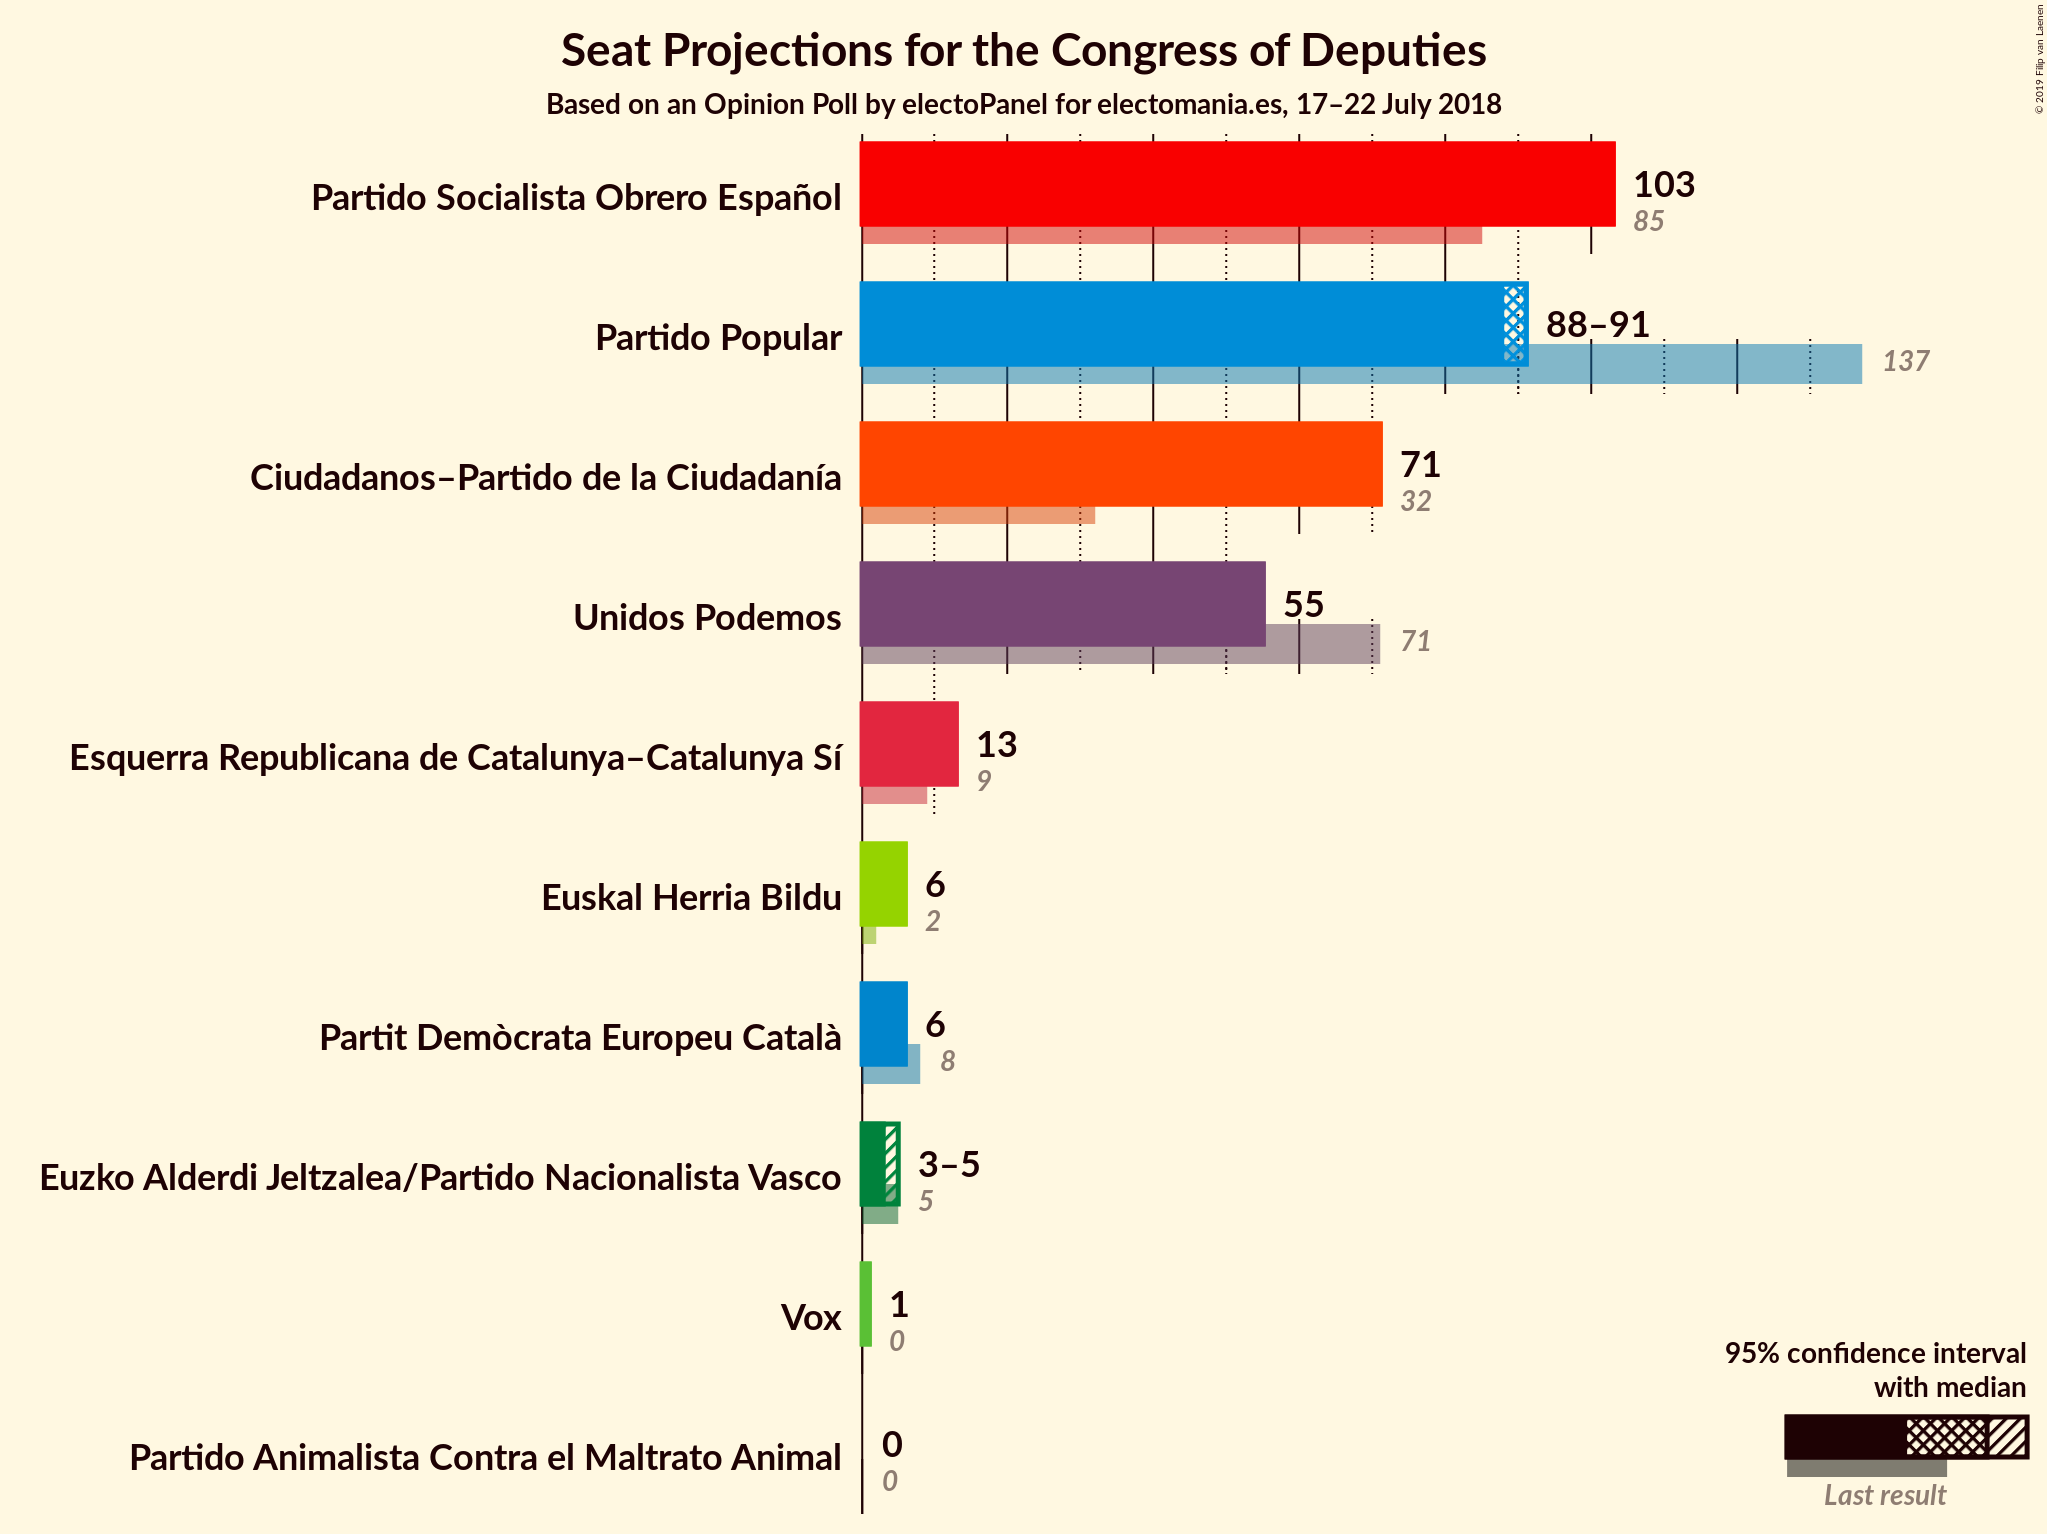 Seat Projections for the Congress of Deputies
Based on an Opinion Poll by electoPanel for electomania.es, 17–22 July 2018
© 2019 Filip van Laenen
Partido Socialista Obrero Español
103
85
Partido Popular
88–91
137
Ciudadanos–Partido de la Ciudadanía
71
32
Unidos Podemos
55
71
Esquerra Republicana de Catalunya–Catalunya Sí
13
9
Euskal Herria Bildu
6
2
Partit Demòcrata Europeu Català
6
8
Euzko Alderdi Jeltzalea/Partido Nacionalista Vasco
3–5
5
Vox
1
0
Partido Animalista Contra el Maltrato Animal
0
0
95% confidence interval
with median
Last result